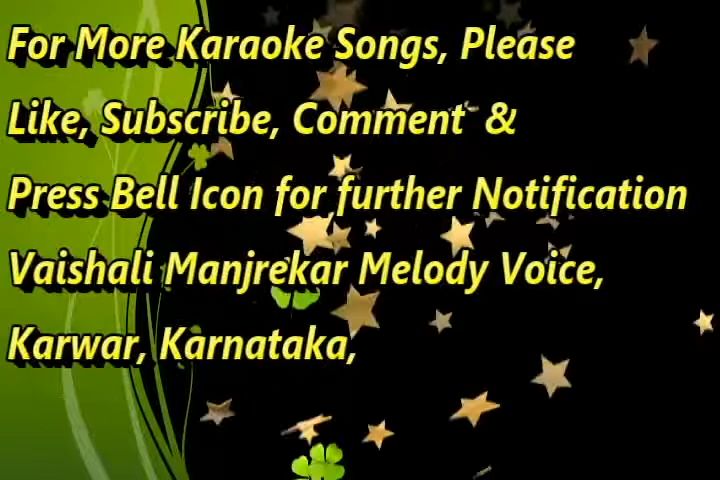 For More Karaoke Songs, Please
Like, Subscribe, Comment &
Press Bell Icon for further Notification
Vaishali Manjrekar Melody Voice,
Karwar, Karnataka,